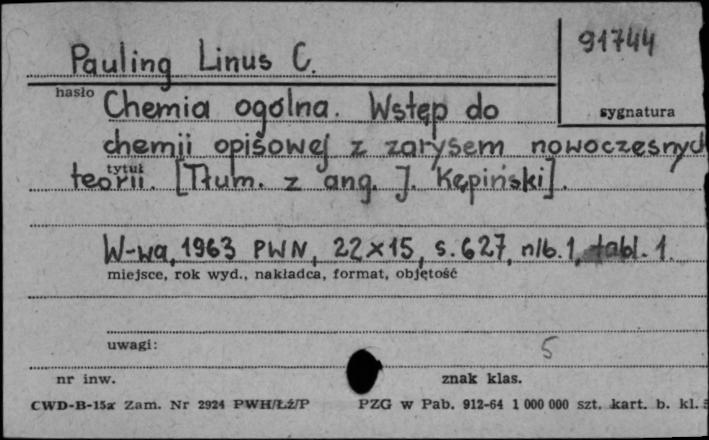 Pauling Linus C.
91744
hasło
sygnatura
Chemia ogólna. Wstęp do
chemii opisowej z zarysem nowoczesnych
tytuł
teorii. [Tłum. z ang. J. Kępiński].
W-wa, 1963 PWN, 22×15, s. 627, nlb. 1, tabl. 1.
miejsce, rok wyd., nakładca, format, objętość
uwagi:
5
nr inw.
znak klas.
CWD-B-15a Zam. Nr 2924 PWH/Łż/P
PZG w Pab. 912-64 1 000 000 szt. kart. b. kl.